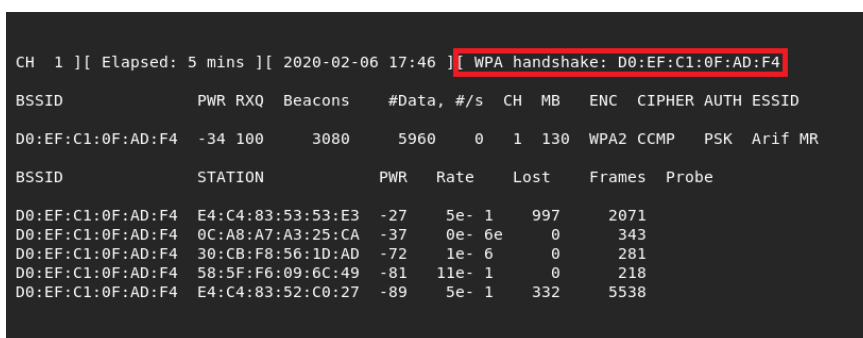 CH 1 ][ Elapsed: 5 mins ][ 2020-02-06 17:46 ][ WPA handshake: D0:EF:C1:0F:AD:F4
BSSID PWR RXQ Beacons #Data, #/s CH MB ENC CIPHER AUTH ESSID
D0:EF:C1:0F:AD:F4 -34 100 3080 5960 0 1 130 WPA2 CCMP PSK Arif MR
BSSID STATION PWR Rate Lost Frames Probe
D0:EF:C1:0F:AD:F4 E4:C4:83:53:53:E3 -27 5e- 1 997 2071
D0:EF:C1:0F:AD:F4 0C:A8:A7:A3:25:CA -37 0e- 6e 0 343
D0:EF:C1:0F:AD:F4 30:CB:F8:56:1D:AD -72 1e- 6 0 281
D0:EF:C1:0F:AD:F4 58:5F:F6:09:6C:49 -81 11e- 1 0 218
D0:EF:C1:0F:AD:F4 E4:C4:83:52:C0:27 -89 5e- 1 332 5538